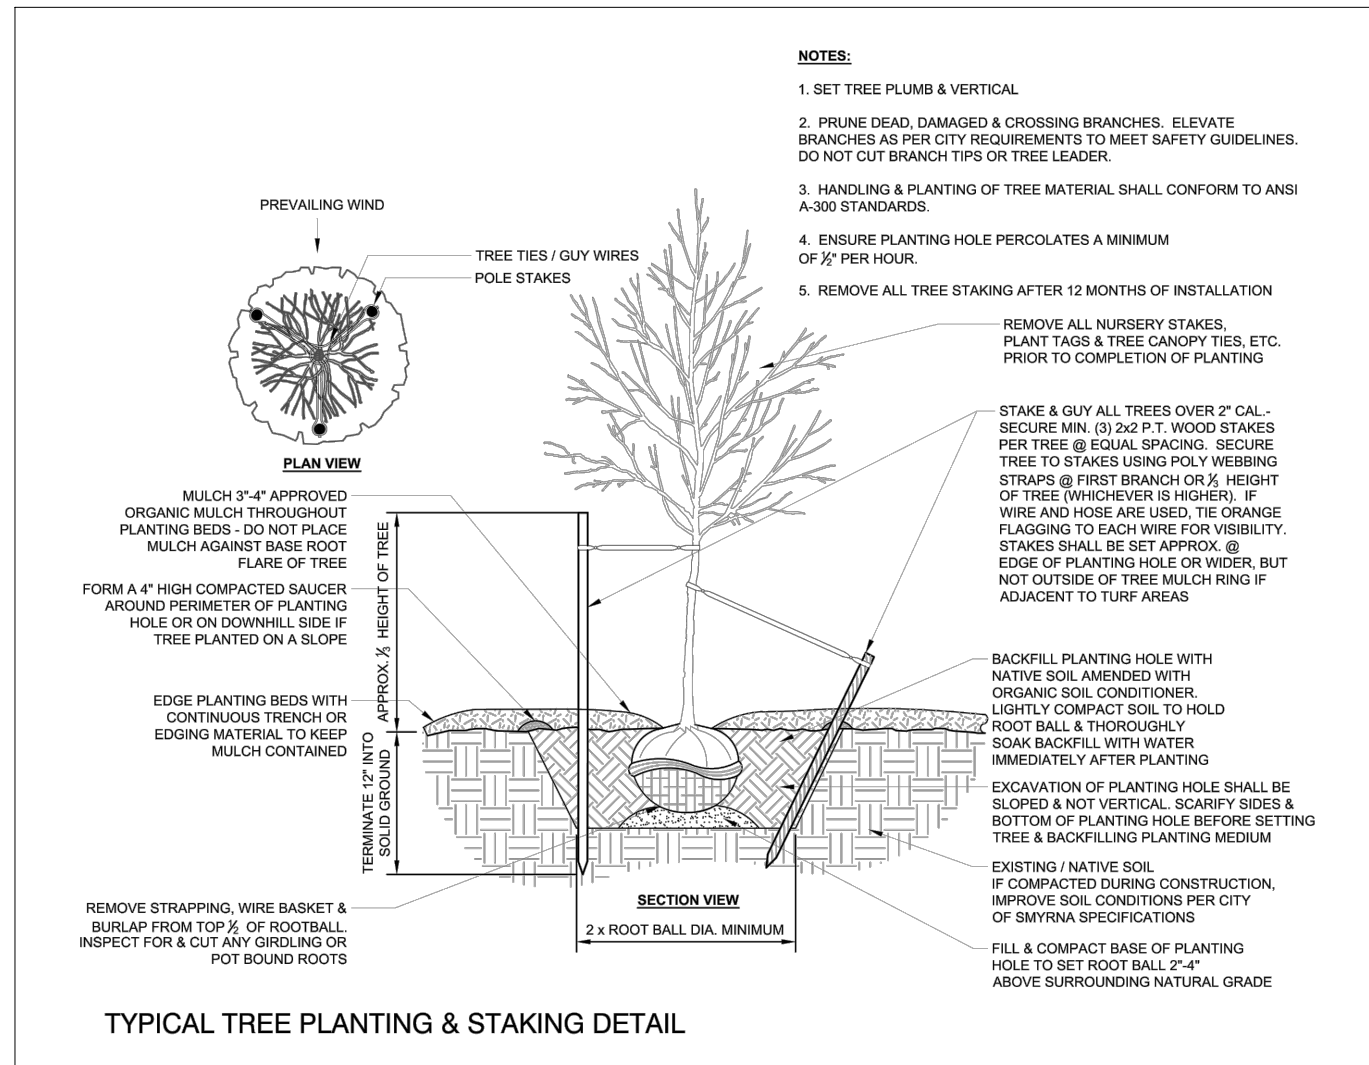 NOTES:
1. SET TREE PLUMB & VERTICAL
2. PRUNE DEAD, DAMAGED & CROSSING BRANCHES. ELEVATE
BRANCHES AS PER CITY REQUIREMENTS TO MEET SAFETY GUIDELINES.
DO NOT CUT BRANCH TIPS OR TREE LEADER.
3. HANDLING & PLANTING OF TREE MATERIAL SHALL CONFORM TO ANSI
A-300 STANDARDS.
4. ENSURE PLANTING HOLE PERCOLATES A MINIMUM
OF ½" PER HOUR.
5. REMOVE ALL TREE STAKING AFTER 12 MONTHS OF INSTALLATION
PREVAILING WIND
TREE TIES / GUY WIRES
POLE STAKES
PLAN VIEW
REMOVE ALL NURSERY STAKES,
PLANT TAGS & TREE CANOPY TIES, ETC.
PRIOR TO COMPLETION OF PLANTING
STAKE & GUY ALL TREES OVER 2" CAL.-
SECURE MIN. (3) 2x2 P.T. WOOD STAKES
PER TREE @ EQUAL SPACING. SECURE
TREE TO STAKES USING POLY WEBBING
STRAPS @ FIRST BRANCH OR ⅓ HEIGHT
OF TREE (WHICHEVER IS HIGHER). IF
WIRE AND HOSE ARE USED, TIE ORANGE
FLAGGING TO EACH WIRE FOR VISIBILITY.
STAKES SHALL BE SET APPROX. @
EDGE OF PLANTING HOLE OR WIDER, BUT
NOT OUTSIDE OF TREE MULCH RING IF
ADJACENT TO TURF AREAS
MULCH 3"-4" APPROVED
ORGANIC MULCH THROUGHOUT
PLANTING BEDS - DO NOT PLACE
MULCH AGAINST BASE ROOT
FLARE OF TREE
FORM A 4" HIGH COMPACTED SAUCER
AROUND PERIMETER OF PLANTING
HOLE OR ON DOWNHILL SIDE IF
TREE PLANTED ON A SLOPE
EDGE PLANTING BEDS WITH
CONTINUOUS TRENCH OR
EDGING MATERIAL TO KEEP
MULCH CONTAINED
APPROX. ⅓ HEIGHT OF TREE
TERMINATE 12" INTO
SOLID GROUND
REMOVE STRAPPING, WIRE BASKET &
BURLAP FROM TOP ½ OF ROOTBALL.
INSPECT FOR & CUT ANY GIRDLING OR
POT BOUND ROOTS
BACKFILL PLANTING HOLE WITH
NATIVE SOIL AMENDED WITH
ORGANIC SOIL CONDITIONER.
LIGHTLY COMPACT SOIL TO HOLD
ROOT BALL & THOROUGHLY
SOAK BACKFILL WITH WATER
IMMEDIATELY AFTER PLANTING
EXCAVATION OF PLANTING HOLE SHALL BE
SLOPED & NOT VERTICAL. SCARIFY SIDES &
BOTTOM OF PLANTING HOLE BEFORE SETTING
TREE & BACKFILLING PLANTING MEDIUM
EXISTING / NATIVE SOIL
IF COMPACTED DURING CONSTRUCTION,
IMPROVE SOIL CONDITIONS PER CITY
OF SMYRNA SPECIFICATIONS
FILL & COMPACT BASE OF PLANTING
HOLE TO SET ROOT BALL 2"-4"
ABOVE SURROUNDING NATURAL GRADE
SECTION VIEW
2 x ROOT BALL DIA. MINIMUM
TYPICAL TREE PLANTING & STAKING DETAIL